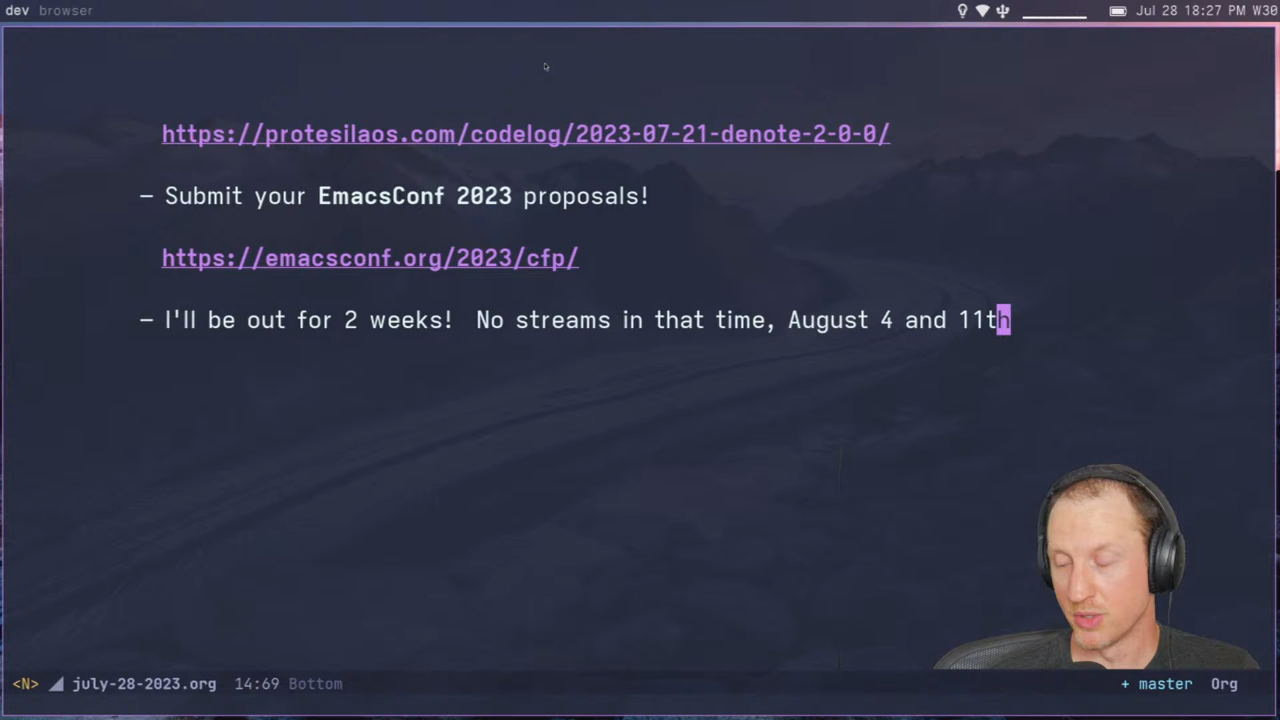 dev browser
Jul 28 18:27 PM W30
https://protesilaos.com/codelog/2023-07-21-denote-2-0-0/
– Submit your EmacsConf 2023 proposals!
https://emacsconf.org/2023/cfp/
– I'll be out for 2 weeks!  No streams in that time, August 4 and 11th
<N> july-28-2023.org 14:69 Bottom + master Org